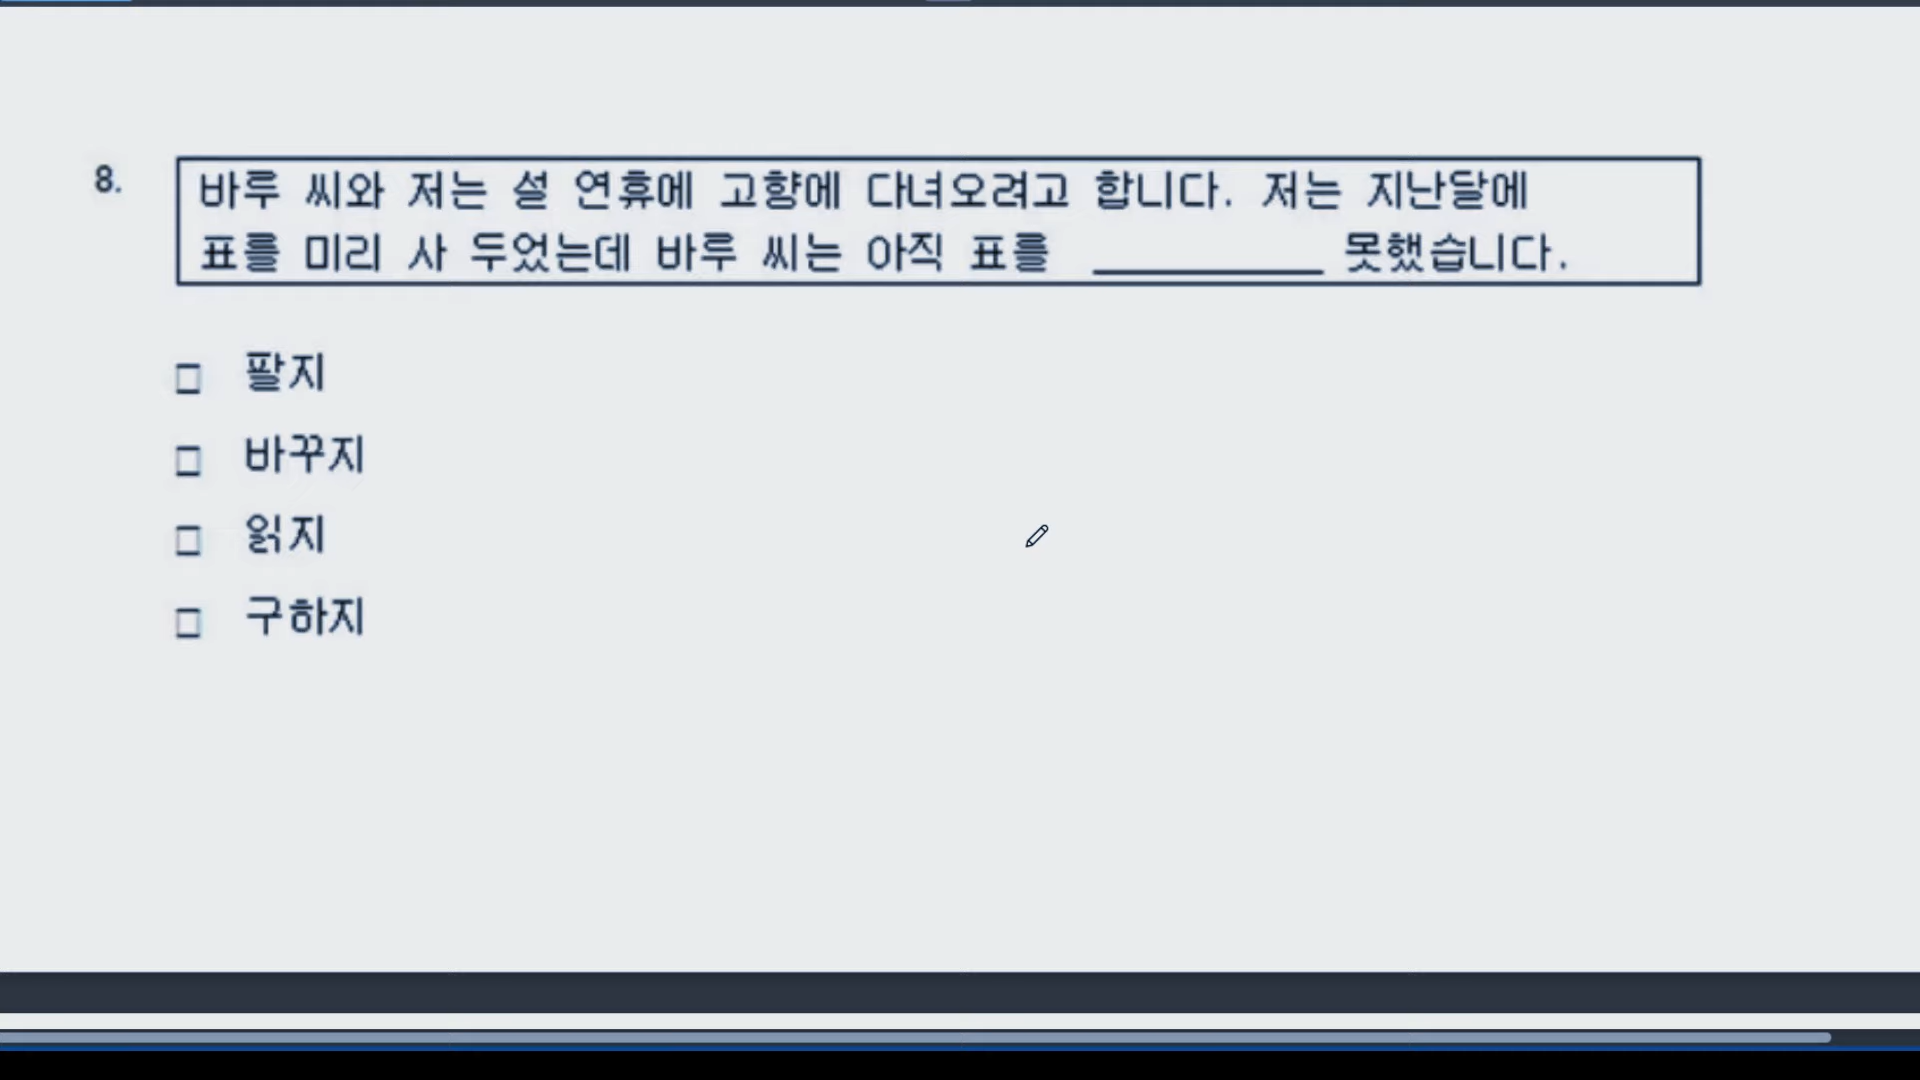 8.
바루 씨와 저는 설 연휴에 고향에 다녀오려고 합니다. 저는 지난달에
표를 미리 사 두었는데 바루 씨는 아직 표를 __________ 못했습니다.
□ 팔지
□ 바꾸지
□ 읽지
□ 구하지